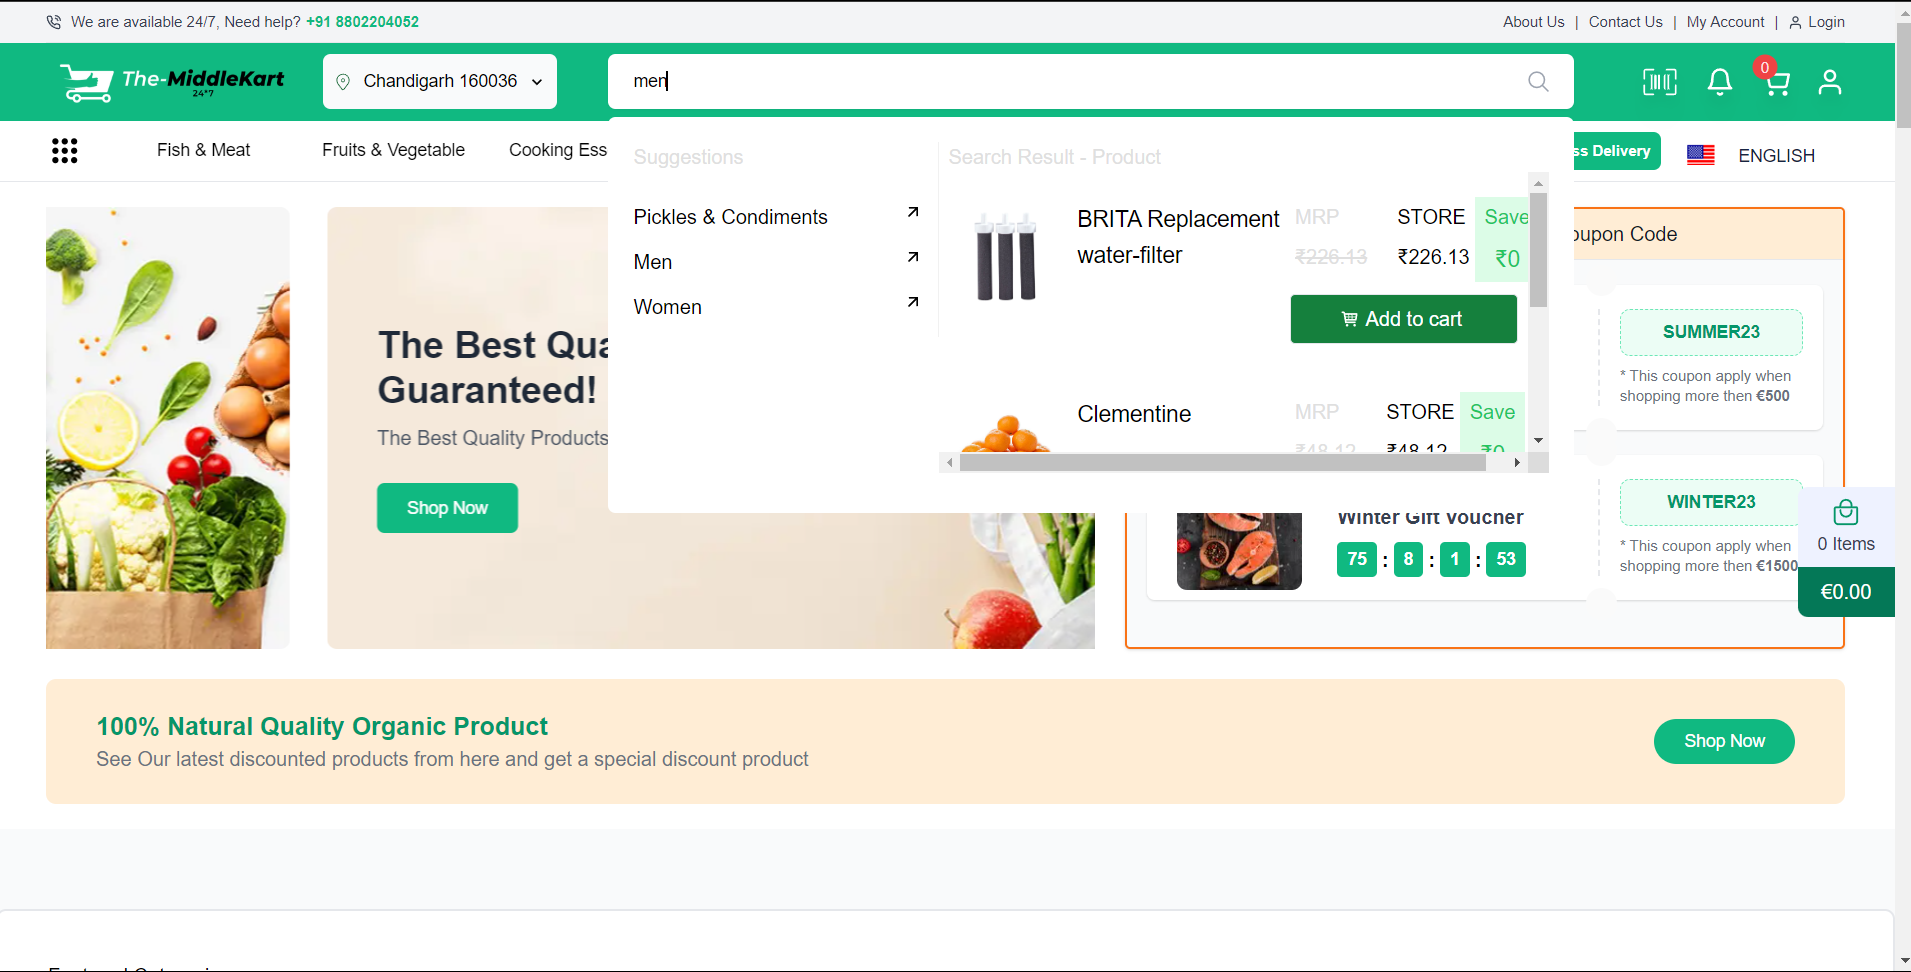 We are available 24/7, Need help? +91 8802204052
About Us | Contact Us | My Account | Login
The-MiddleKart
24*7
Chandigarh 160036
men
0
Fish & Meat
Fruits & Vegetable
Cooking Ess
ss Delivery
ENGLISH
Suggestions
Pickles & Condiments
Men
Women
Search Result - Product
BRITA Replacement
water-filter
MRP
₹226.13
STORE
₹226.13
Save
₹0
Add to cart
Clementine
MRP
₹48.12
STORE
₹48.12
Save
₹0
The Best Qua
Guaranteed!
The Best Quality Products
Shop Now
oupon Code
SUMMER23
* This coupon apply when
shopping more then €500
Winter Gift Voucher
75 : 8 : 1 : 53
WINTER23
* This coupon apply when
shopping more then €1500
0 Items
€0.00
100% Natural Quality Organic Product
See Our latest discounted products from here and get a special discount product
Shop Now